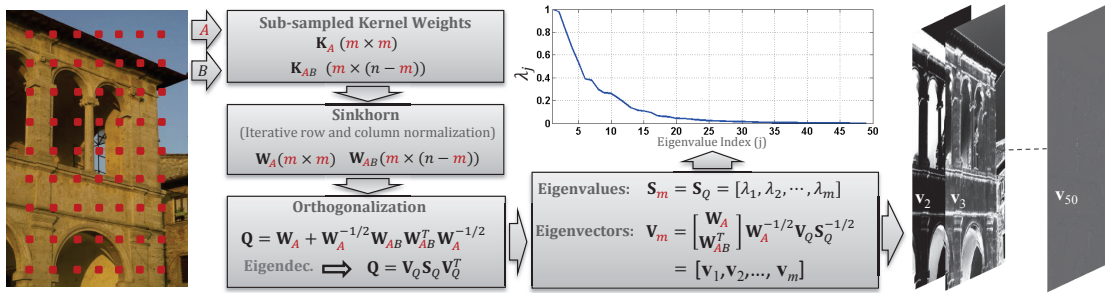 A
B
Sub-sampled Kernel Weights
K_A (m × m)
K_AB (m × (n − m))
Sinkhorn
(Iterative row and column normalization)
W_A(m × m) W_AB(m × (n − m))
Orthogonalization
Q = W_A + W_A^{-1/2} W_AB W_AB^T W_A^{-1/2}
Eigendec. ⇒ Q = V_Q S_Q V_Q^T
λ_j
1
0.8
0.6
0.4
0.2
0
5 10 15 20 25 30 35 40 45 50
Eigenvalue Index (j)
Eigenvalues: S_m = S_Q = [λ_1, λ_2, ⋯, λ_m]
Eigenvectors: V_m = [W_A W_AB^T] W_A^{-1/2} V_Q S_Q^{-1/2}
= [v_1, v_2, ..., v_m]
v_2
v_3
v_50